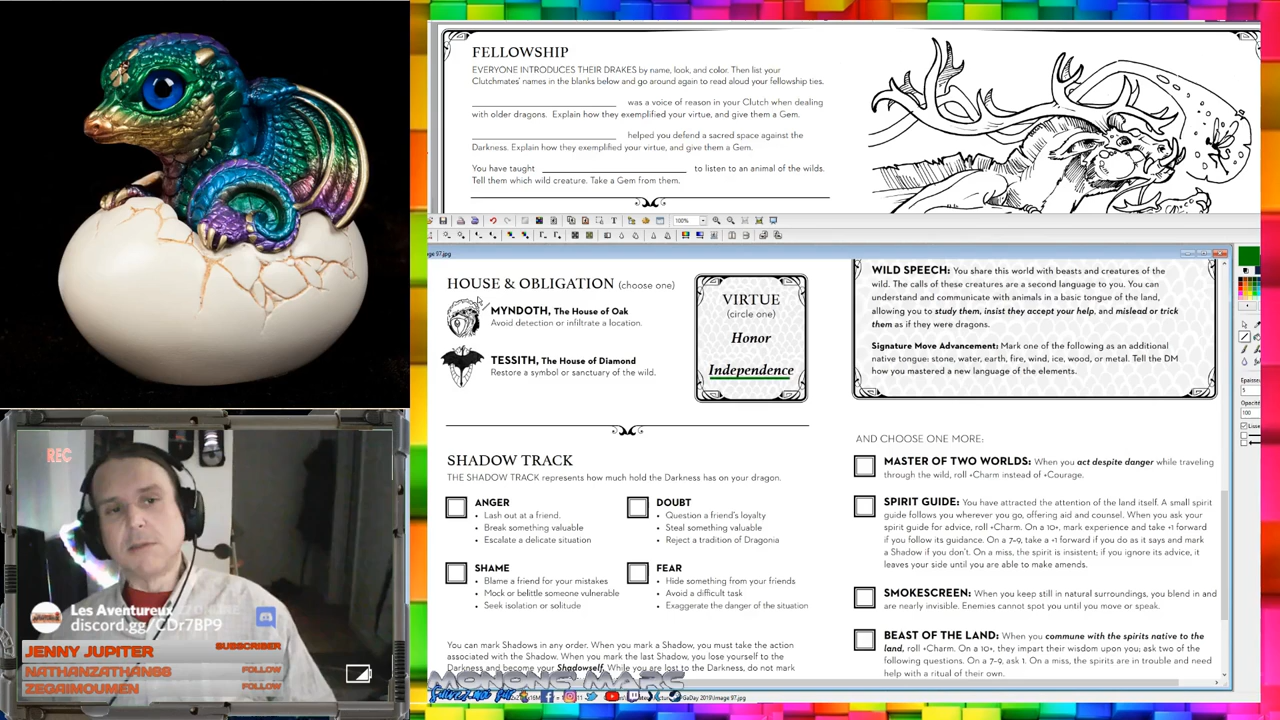 FELLOWSHIP
EVERYONE INTRODUCES THEIR DRAKES by name, look, and color. Then list your
Clutchmates' names in the blanks below and go around again to read aloud your fellowship ties.
was a voice of reason in your Clutch when dealing
with older dragons. Explain how they exemplified your virtue, and give them a Gem.
helped you defend a sacred space against the
Darkness. Explain how they exemplified your virtue, and give them a Gem.
You have taught to listen to an animal of the wilds.
Tell them which wild creature. Take a Gem from them.
100%
HOUSE & OBLIGATION (choose one)
MYNDOTH, The House of Oak
Avoid detection or infiltrate a location.
TESSITH, The House of Diamond
Restore a symbol or sanctuary of the wild.
VIRTUE
(circle one)
Honor
Independence
WILD SPEECH: You share this world with beasts and creatures of the
wild. The calls of these creatures are a second language to you. You can
understand and communicate with animals in a basic tongue of the land,
allowing you to study them, insist they accept your help, and mislead or trick
them as if they were dragons.
Signature Move Advancement: Mark one of the following as an additional
native tongue: stone, water, earth, fire, wind, ice, wood, or metal. Tell the DM
how you mastered a new language of the elements.
SHADOW TRACK
THE SHADOW TRACK represents how much hold the Darkness has on your dragon.
ANGER
• Lash out at a friend.
• Break something valuable
• Escalate a delicate situation
DOUBT
• Question a friend's loyalty
• Steal something valuable
• Reject a tradition of Dragonia
SHAME
• Blame a friend for your mistakes
• Mock or belittle someone vulnerable
• Seek isolation or solitude
FEAR
• Hide something from your friends
• Avoid a difficult task
• Exaggerate the danger of the situation
You can mark Shadows in any order. When you mark a Shadow, you must take the action
associated with the Shadow. When you mark the last Shadow, you lose yourself to the
Darkness and become your Shadowself. While you are lost to the Darkness, do not mark
AND CHOOSE ONE MORE:
MASTER OF TWO WORLDS: When you act despite danger while traveling
through the wild, roll +Charm instead of +Courage.
SPIRIT GUIDE: You have attracted the attention of the land itself. A small spirit
guide follows you wherever you go, offering aid and counsel. When you ask your
spirit guide for advice, roll +Charm. On a 10+, mark experience and take +1 forward
if you follow its guidance. On a 7–9, take a +1 forward if you do as it says and mark
a Shadow if you don't. On a miss, the spirit is insistent; if you ignore its advice, it
leaves your side until you are able to make amends.
SMOKESCREEN: When you keep still in natural surroundings, you blend in and
are nearly invisible. Enemies cannot spot you until you move or speak.
BEAST OF THE LAND: When you commune with the spirits native to the
land, roll +Charm. On a 10+, they impart their wisdom upon you; ask two of the
following questions. On a 7–9, ask 1. On a miss, the spirits are trouble and need
help with a ritual of their own.
REC
Les Aventureux
discord.gg/CDr7BP9
JENNY JUPITER SUBSCRIBER
NATHANZATHAN88 FOLLOW
ZEGAIMOUMEN FOLLOW